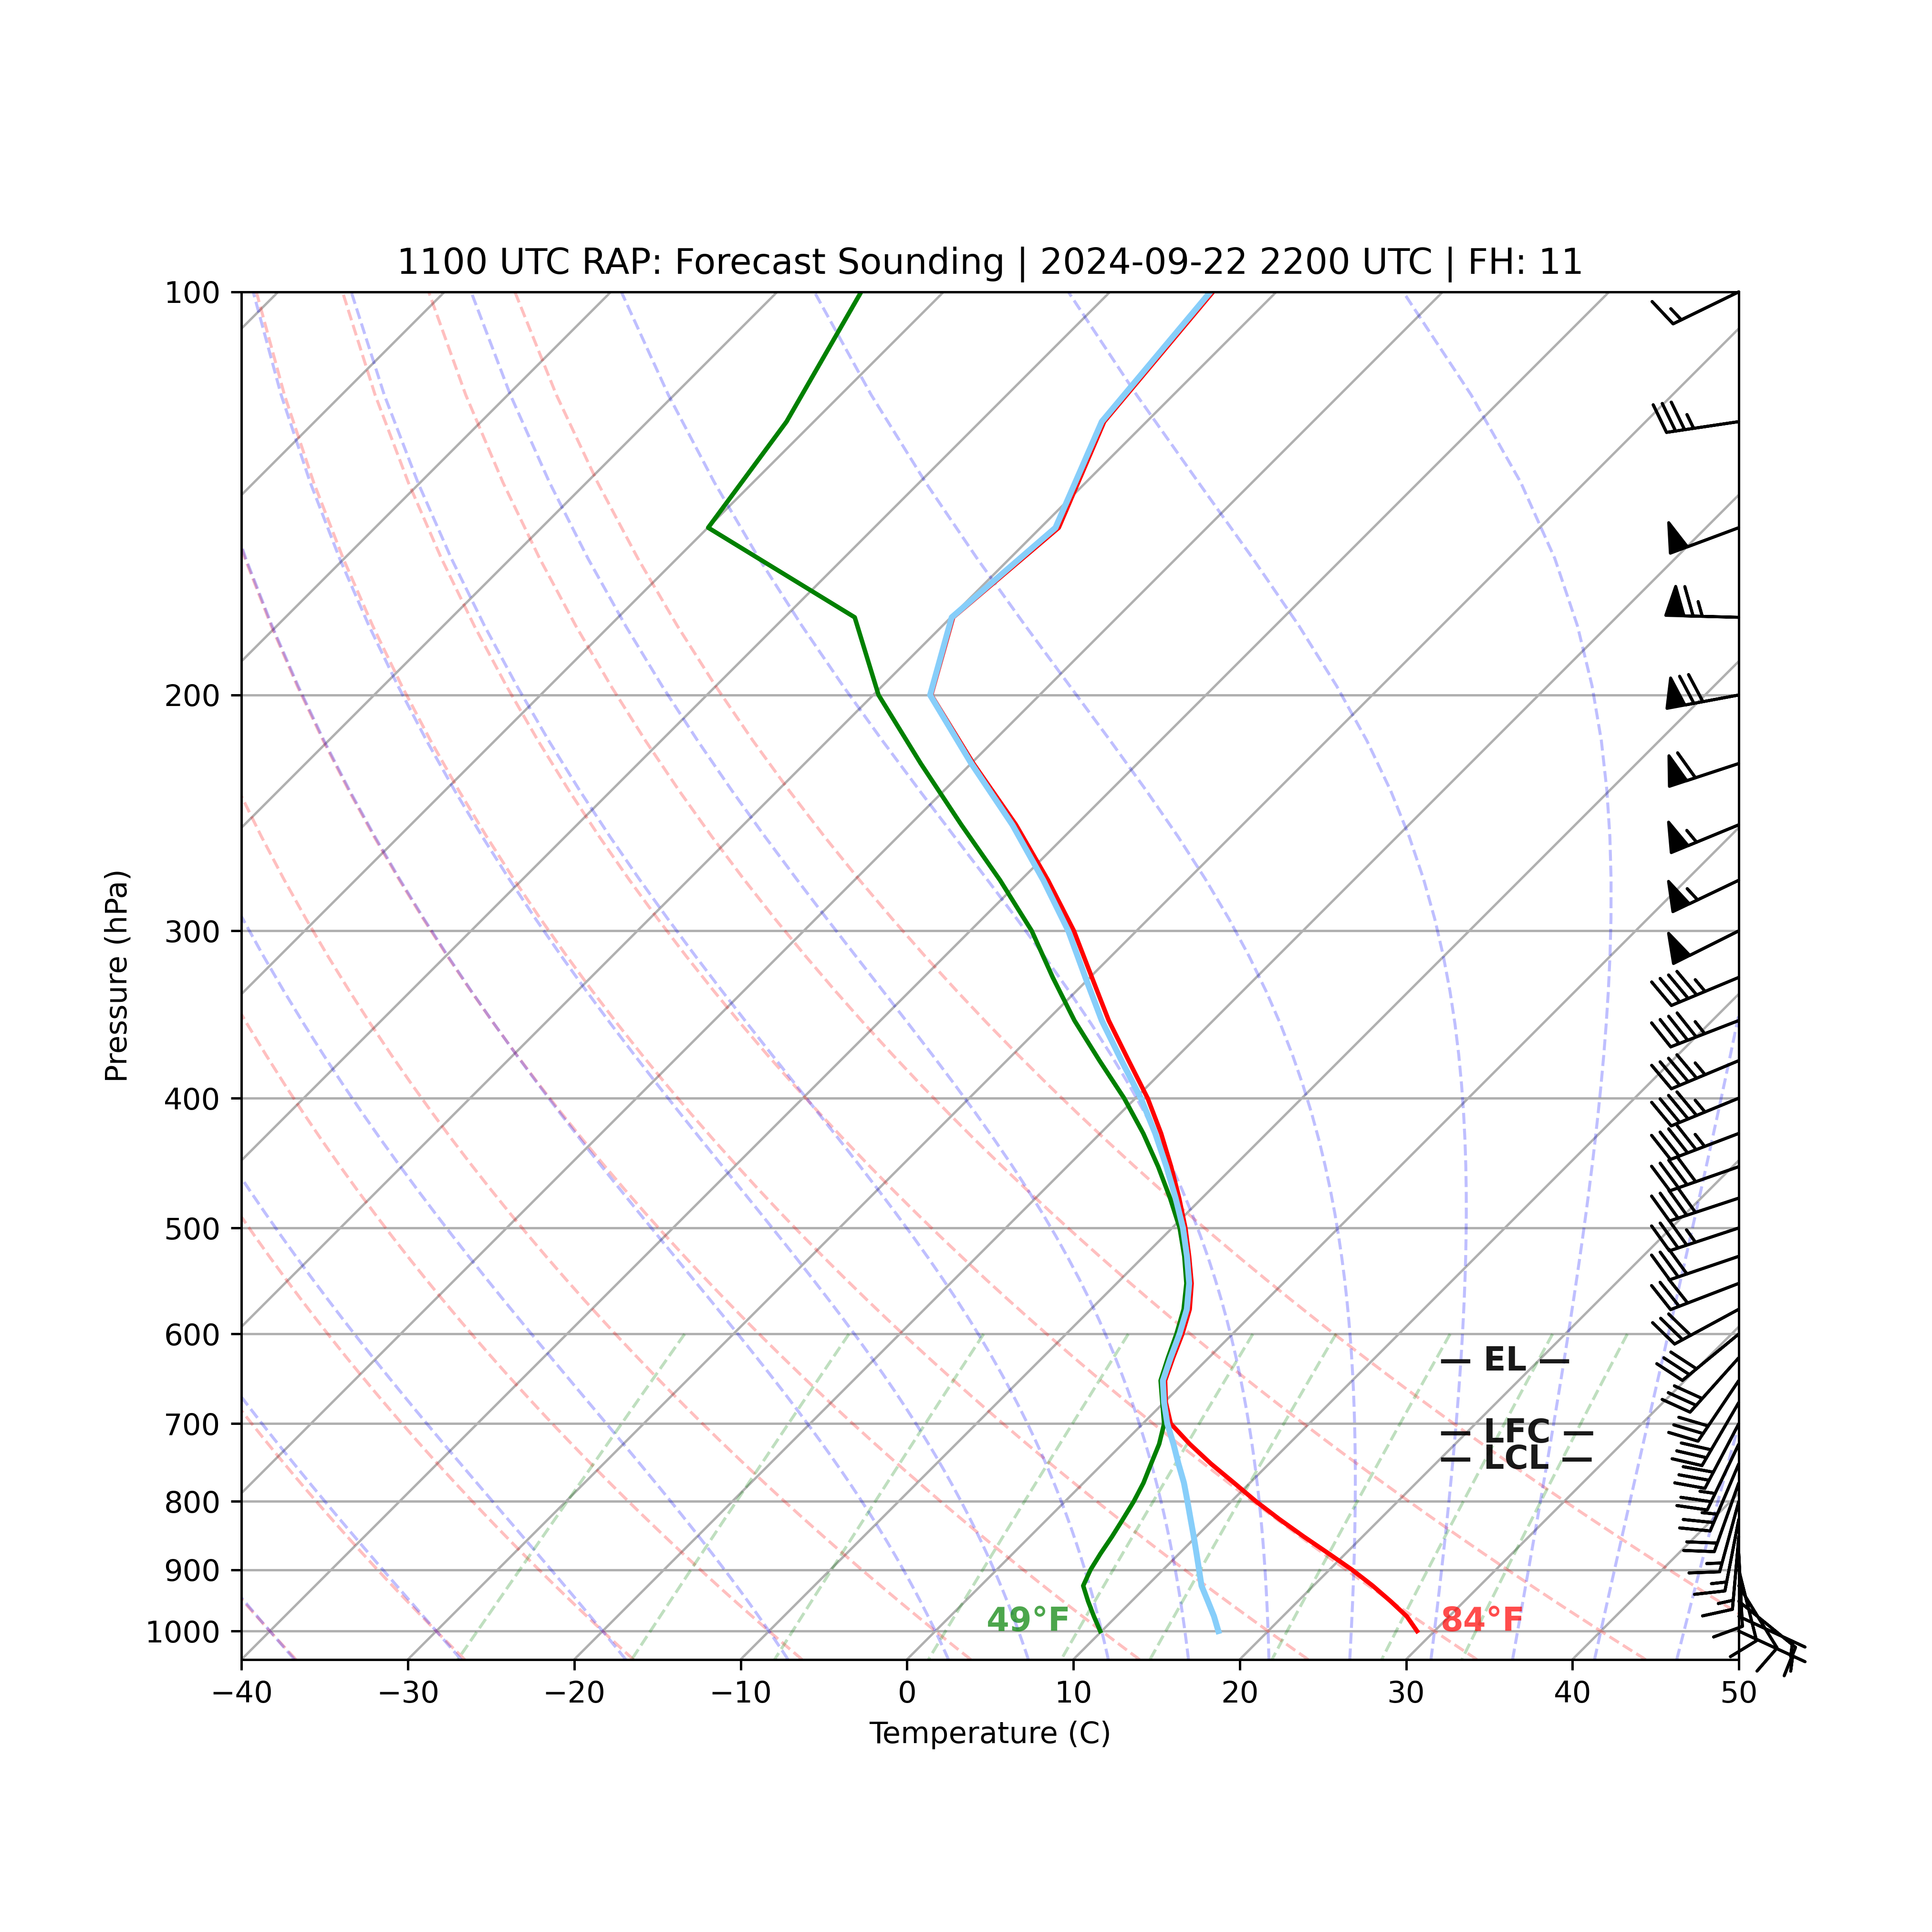 1100 UTC RAP: Forecast Sounding | 2024-09-22 2200 UTC | FH: 11
100
200
300
400
500
600
700
800
900
1000
Pressure (hPa)
— EL —
— LFC —
— LCL —
49°F
84°F
−40 −30 −20 −10 0 10 20 30 40 50
Temperature (C)